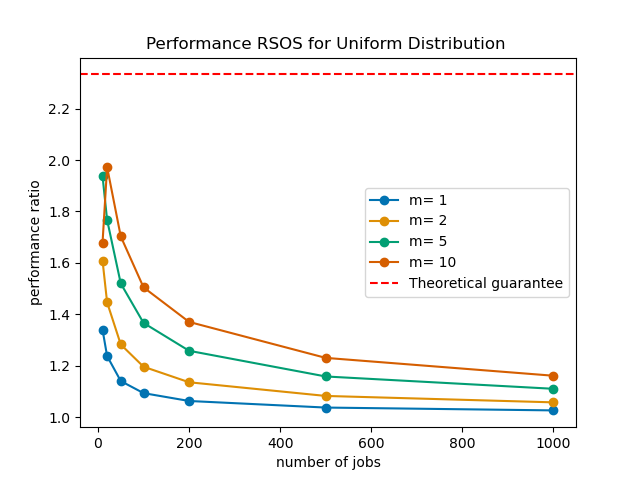 Performance RSOS for Uniform Distribution
performance ratio
2.2
2.0
1.8
1.6
1.4
1.2
1.0
m= 1
m= 2
m= 5
m= 10
Theoretical guarantee
0 200 400 600 800 1000
number of jobs